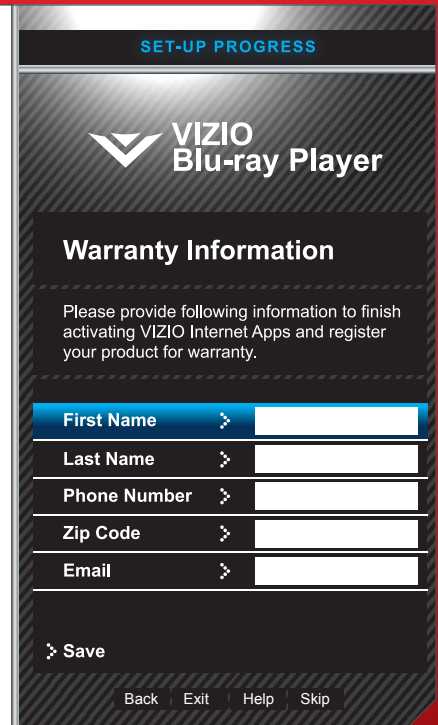 SET-UP PROGRESS
VIZIO
Blu-ray Player
Warranty Information
Please provide following information to finish
activating VIZIO Internet Apps and register
your product for warranty.
First Name
Last Name
Phone Number
Zip Code
Email
Save
Back Exit Help Skip